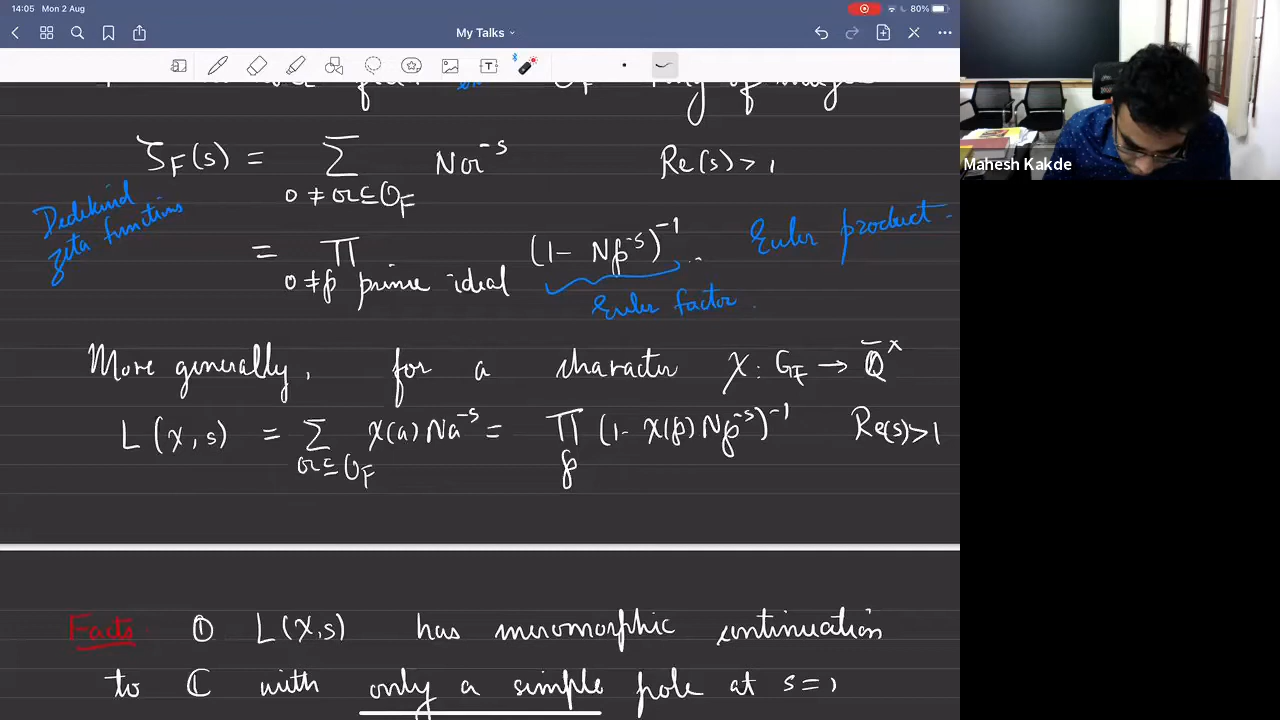 14:05 Mon 2 Aug
80%
My Talks
Mahesh Kakde
ζ_F(s) = Σ_{0 ≠ 𝔞 ⊆ O_F} N𝔞^{-s} Re(s) > 1
Dedekind
zeta functions
= Π_{0 ≠ 𝔭 prime ideal} (1 - N𝔭^{-s})^{-1} .. Euler product -
Euler factor .
More generally, for a character χ : G_F → Q̄^×
L(χ, s) = Σ_{𝔞 ⊆ O_F} χ(a) Na^{-s} = Π_𝔭 (1 - χ(𝔭) N𝔭^{-s})^{-1} Re(s) > 1
Facts ① L(χ,s) has meromorphic continuation
to ℂ with only a simple pole at s = 1